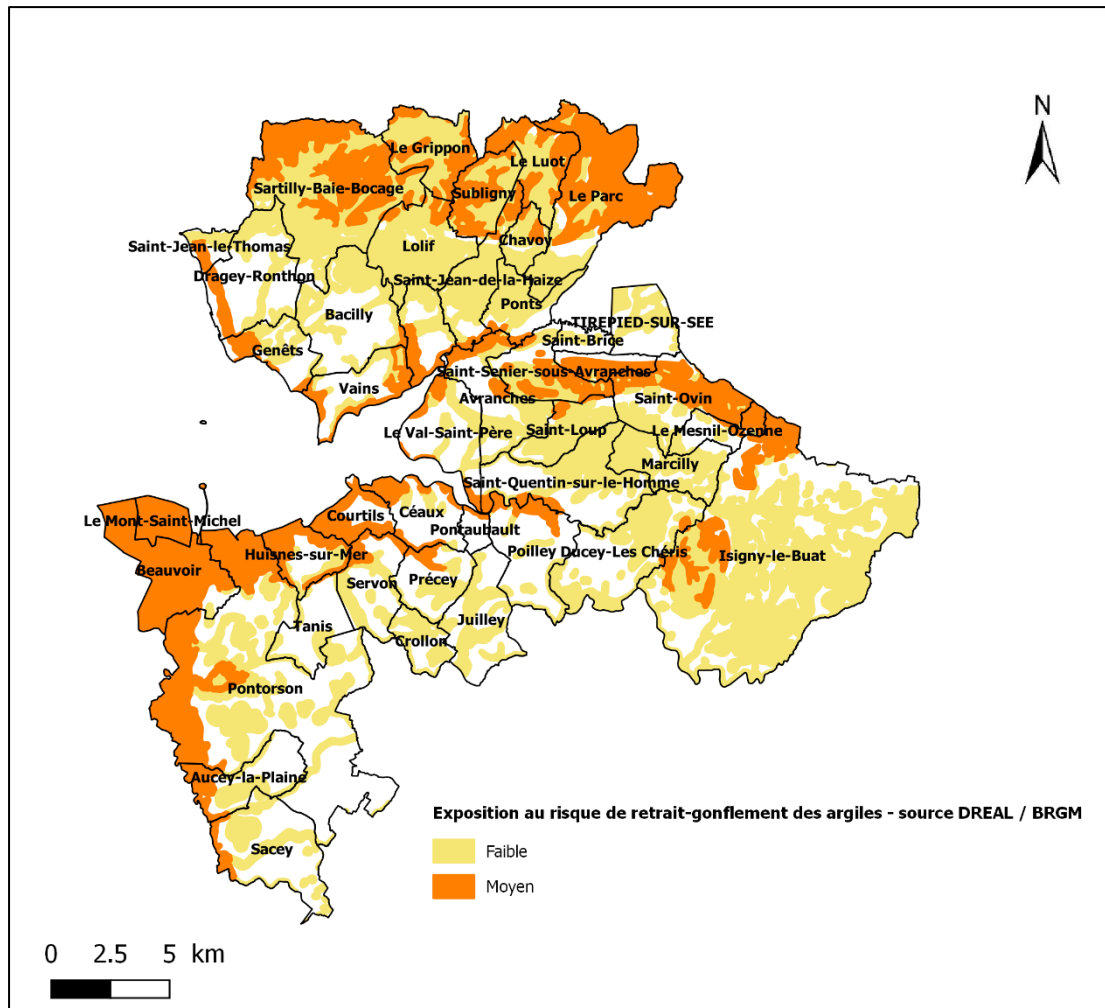 N
Le Grippon
Le Luot
Sartilly-Baie-Bocage
Subligny
Le Parc
Saint-Jean-le-Thomas
Lolif
Chavoy
Dragey-Ronthon
Saint-Jean-de-la-Haize
Bacilly
Ponts
TIREPIED-SUR-SEE
Genêts
Saint-Brice
Vains
Saint-Senier-sous-Avranches
Avranches
Saint-Ovin
Le Val-Saint-Père
Saint-Loup
Le Mesnil-Ozenne
Marcilly
Saint-Quentin-sur-le-Homme
Le Mont-Saint-Michel
Courtils
Céaux
Pontaubault
Beauvoir
Huisnes-sur-Mer
Poilley
Ducey-Les Chéris
Isigny-le-Buat
Servon
Précey
Tanis
Crollon
Juilley
Pontorson
Aucey-la-Plaine
Sacey
Exposition au risque de retrait-gonflement des argiles - source DREAL / BRGM
Faible
Moyen
0 2.5 5 km